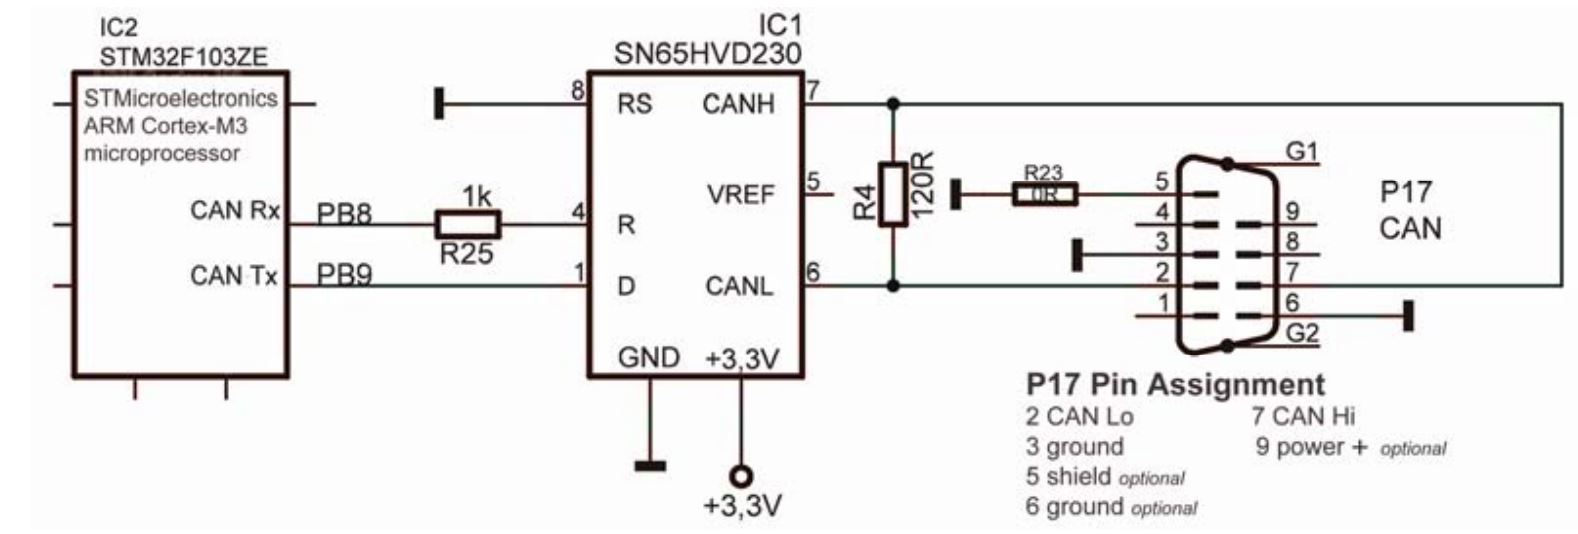 IC2
STM32F103ZE
STMicroelectronics
ARM Cortex-M3
microprocessor
CAN Rx
PB8
CAN Tx
PB9
1k
R25
IC1
SN65HVD230
8
RS
CANH
7
VREF
5
4
R
1
D
CANL
6
GND
+3,3V
+3,3V
R4
120R
R23
0R
5
4
3
2
1
G1
9
8
7
6
G2
P17
CAN
P17 Pin Assignment
2 CAN Lo
7 CAN Hi
3 ground
9 power + optional
5 shield optional
6 ground optional